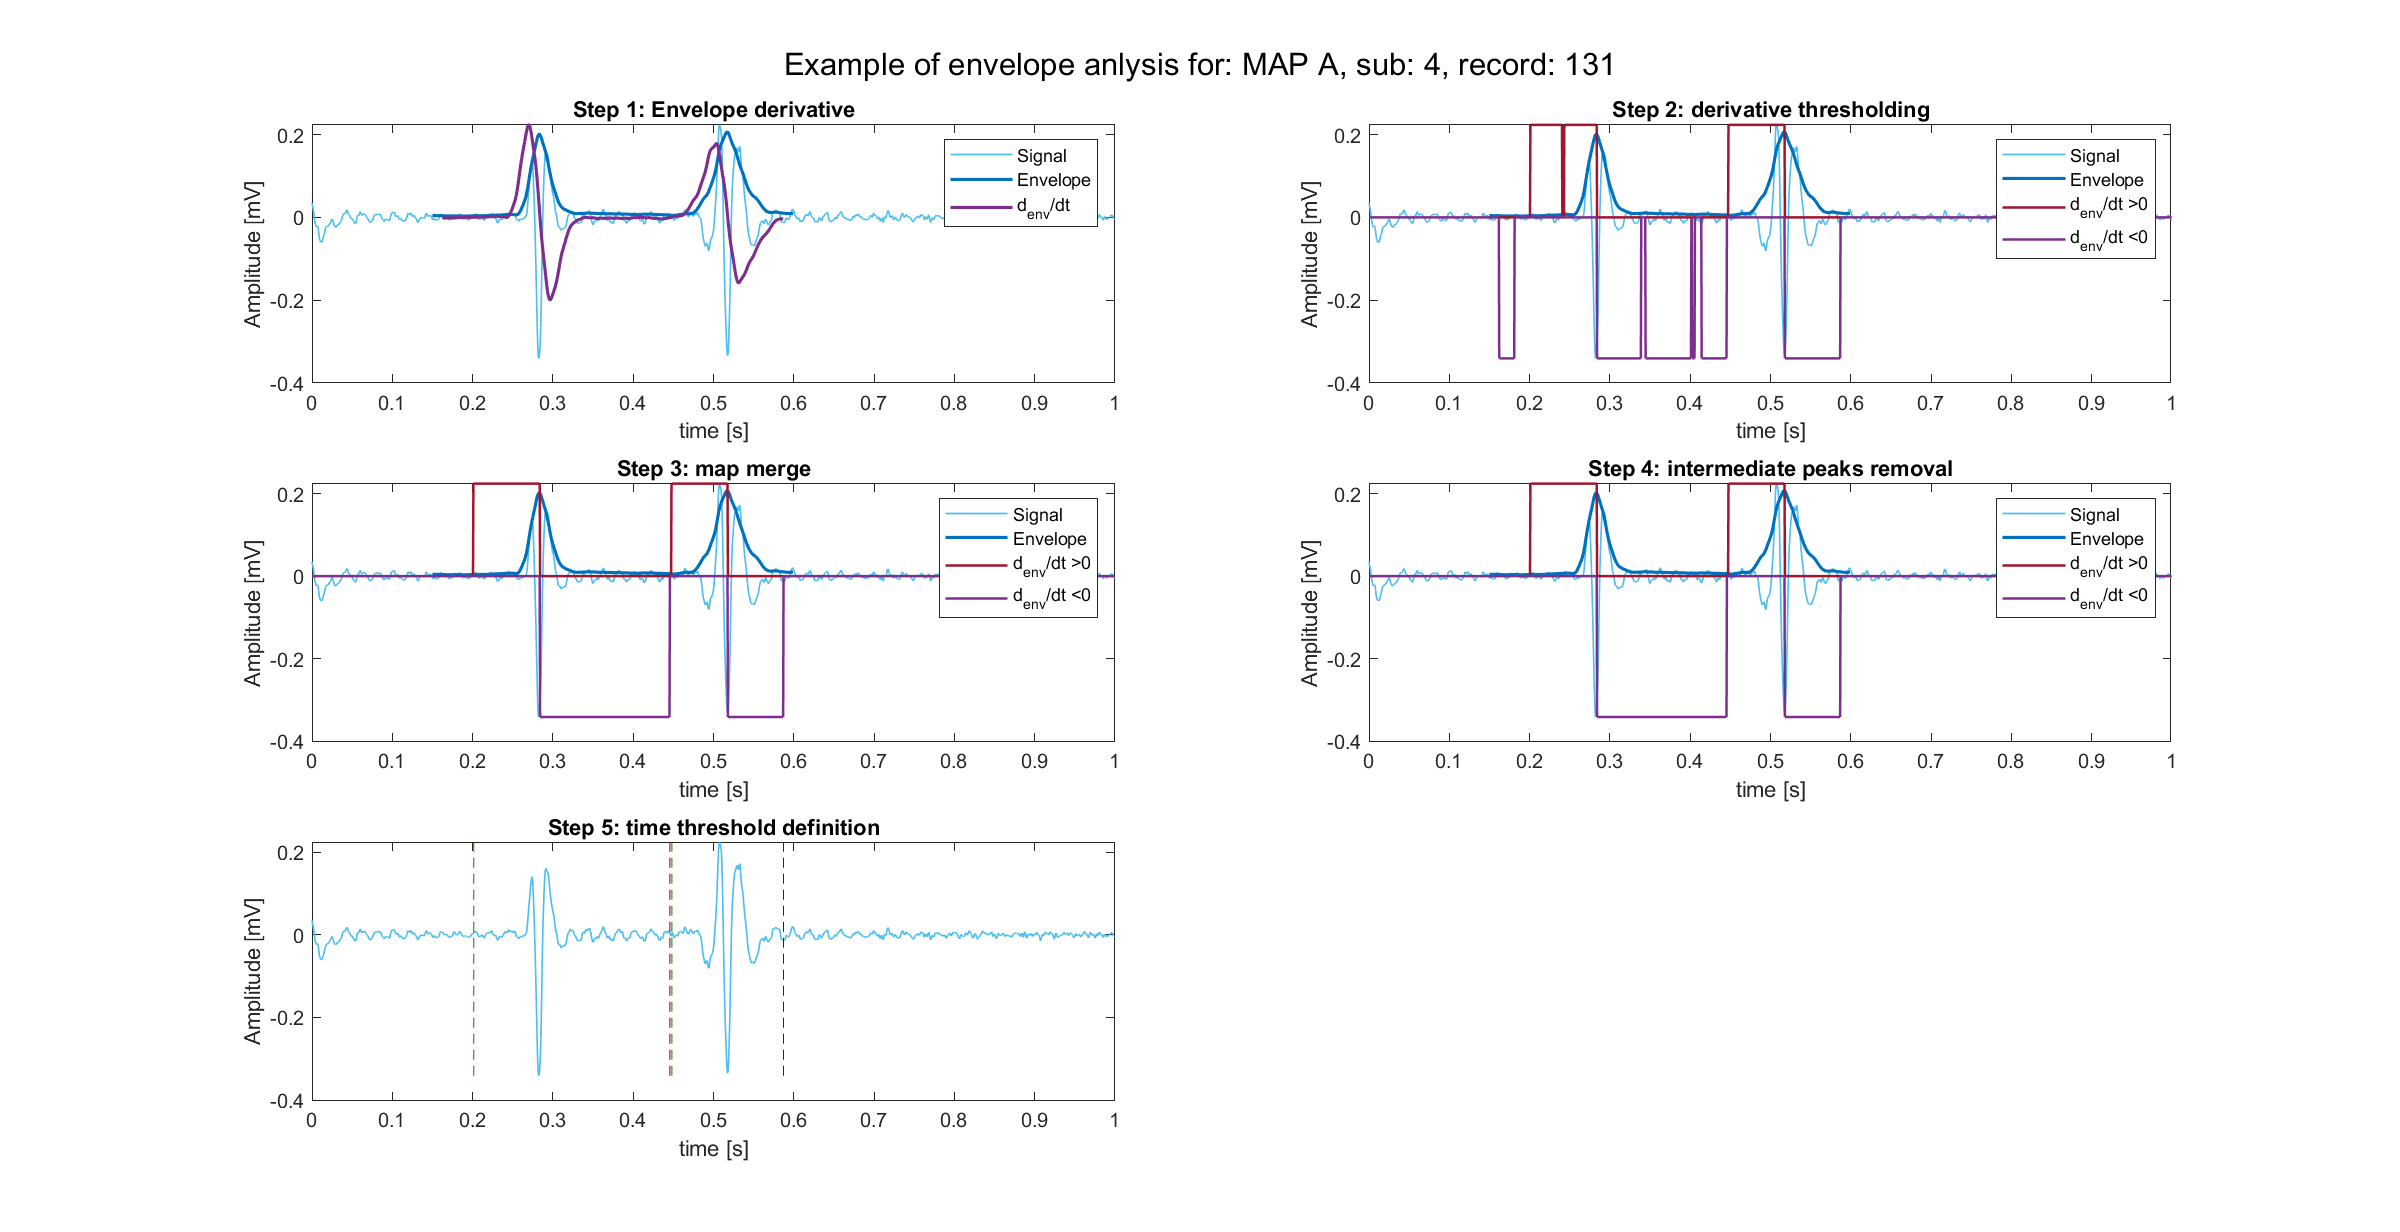 Example of envelope anlysis for: MAP A, sub: 4, record: 131
Step 1: Envelope derivative
0.2
0
-0.2
-0.4
Amplitude [mV]
0 0.1 0.2 0.3 0.4 0.5 0.6 0.7 0.8 0.9 1
time [s]
Signal
Envelope
d_env/dt
Step 2: derivative thresholding
0.2
0
-0.2
-0.4
Amplitude [mV]
0 0.1 0.2 0.3 0.4 0.5 0.6 0.7 0.8 0.9 1
time [s]
Signal
Envelope
d_env/dt >0
d_env/dt <0
Step 3: map merge
0.2
0
-0.2
-0.4
Amplitude [mV]
0 0.1 0.2 0.3 0.4 0.5 0.6 0.7 0.8 0.9 1
time [s]
Signal
Envelope
d_env/dt >0
d_env/dt <0
Step 4: intermediate peaks removal
0.2
0
-0.2
-0.4
Amplitude [mV]
0 0.1 0.2 0.3 0.4 0.5 0.6 0.7 0.8 0.9 1
time [s]
Signal
Envelope
d_env/dt >0
d_env/dt <0
Step 5: time threshold definition
0.2
0
-0.2
-0.4
Amplitude [mV]
0 0.1 0.2 0.3 0.4 0.5 0.6 0.7 0.8 0.9 1
time [s]